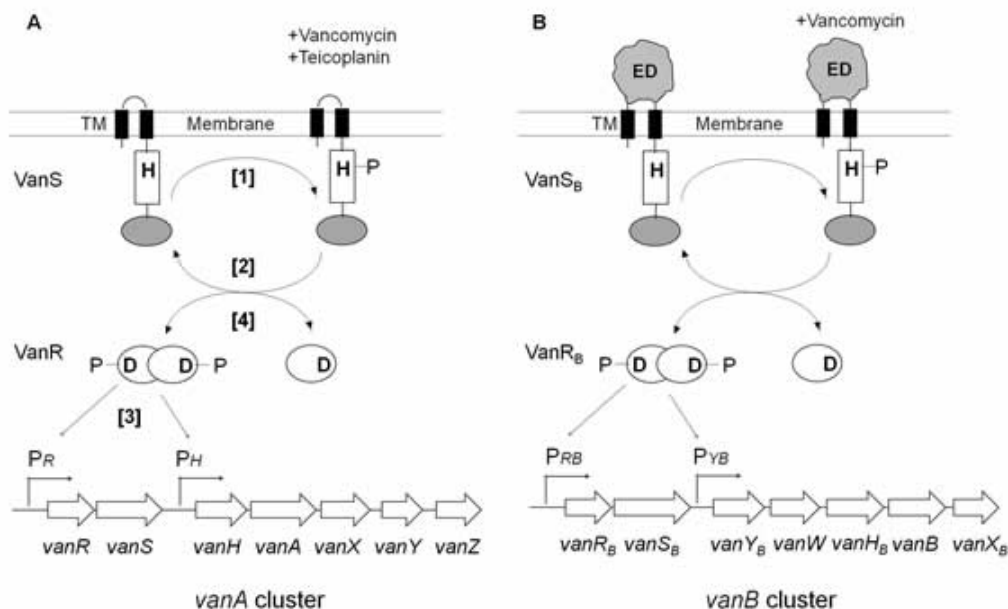 A
+Vancomycin
+Teicoplanin
TM
Membrane
H
H
P
VanS
[1]
[2]
[4]
VanR
P
D
D
P
D
[3]
PR
PH
vanR
vanS
vanH
vanA
vanX
vanY
vanZ
vanA cluster
B
+Vancomycin
ED
ED
TM
Membrane
H
H
P
VanSB
VanRB
P
D
D
P
D
PRB
PYB
vanRB
vanSB
vanYB
vanW
vanHB
vanB
vanXB
vanB cluster